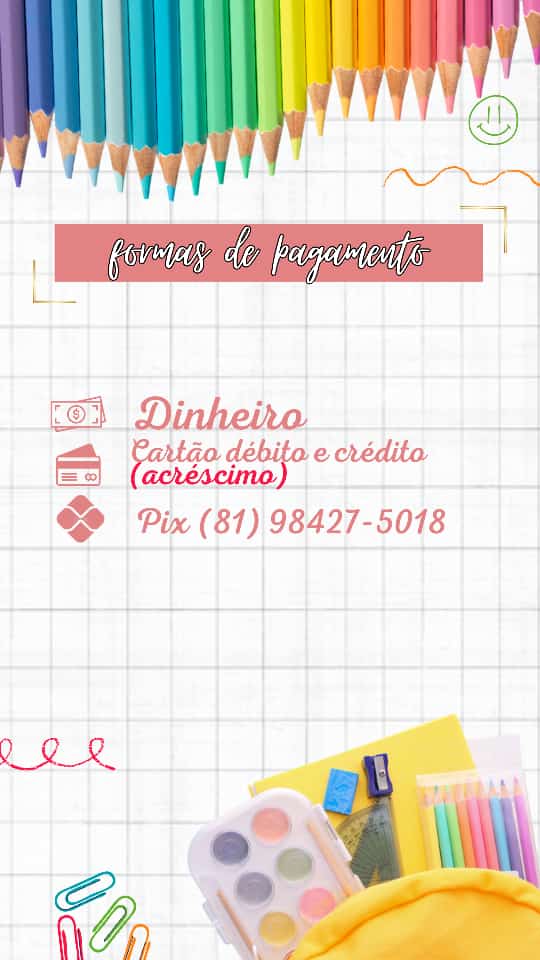 formas de pagamento
Dinheiro
Cartão débito e crédito
(acréscimo)
Pix (81) 98427-5018